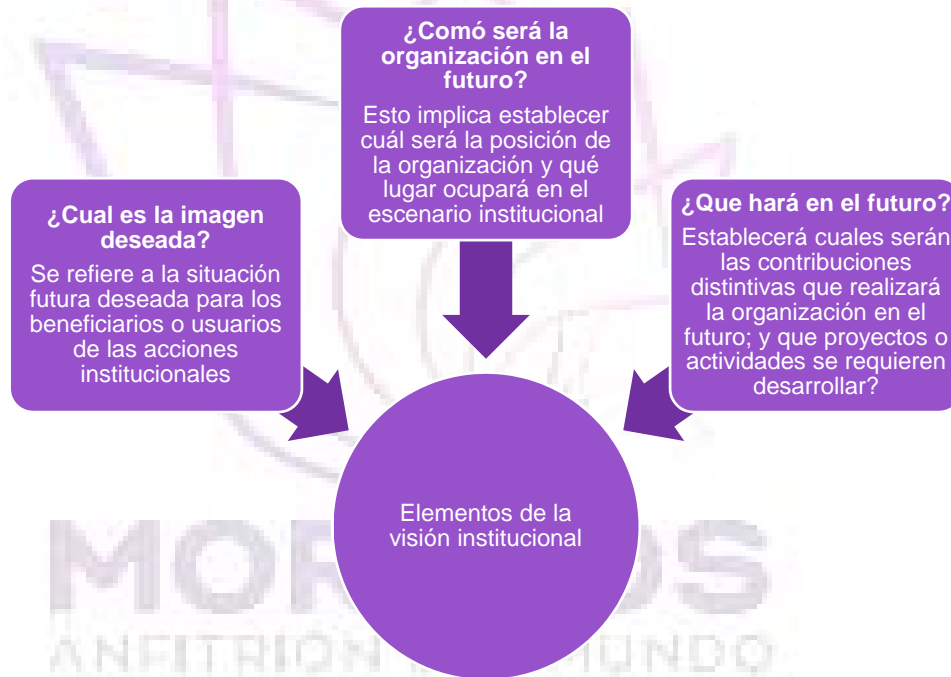 ¿Comó será la
organización en el
futuro?
Esto implica establecer
cuál será la posición de
la organización y qué
lugar ocupará en el
escenario institucional
¿Cual es la imagen
deseada?
Se refiere a la situación
futura deseada para los
beneficiarios o usuarios
de las acciones
institucionales
¿Que hará en el futuro?
Establecerá cuales serán
las contribuciones
distintivas que realizará
la organización en el
futuro; y que proyectos o
actividades se requieren
desarrollar?
Elementos de la
visión institucional
ANFITRIÓN